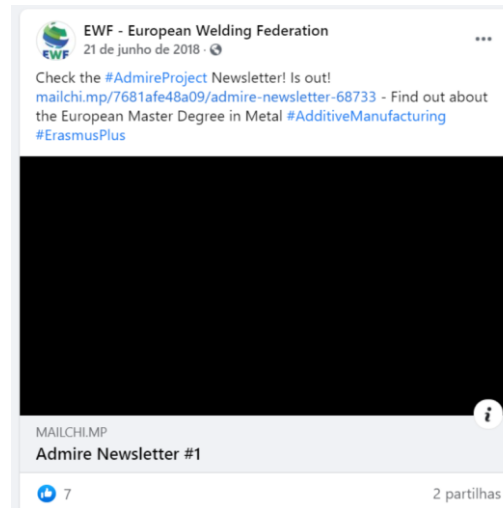 EWF
EWF - European Welding Federation
21 de junho de 2018 ·
Check the #AdmireProject Newsletter! Is out!
mailchi.mp/7681afe48a09/admire-newsletter-68733 - Find out about
the European Master Degree in Metal #AdditiveManufacturing
#ErasmusPlus
i
MAILCHI.MP
Admire Newsletter #1
7
2 partilhas